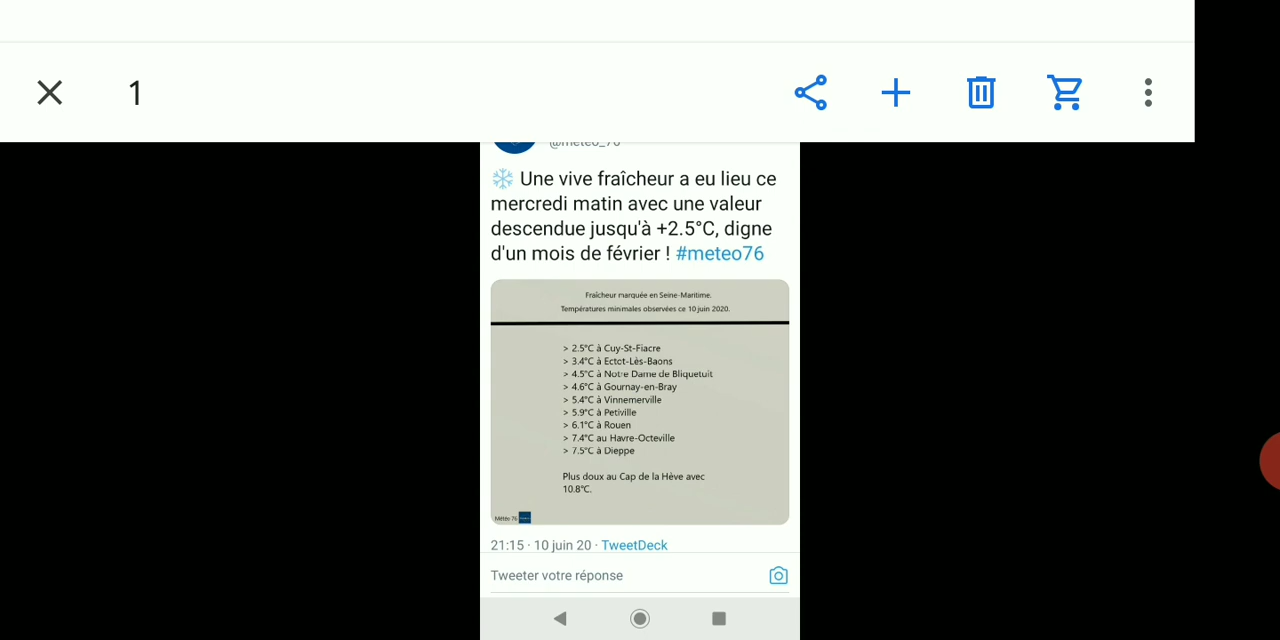 1
@meteo_76
❄ Une vive fraîcheur a eu lieu ce
mercredi matin avec une valeur
descendue jusqu'à +2.5°C, digne
d'un mois de février ! #meteo76
Fraîcheur marquée en Seine-Maritime.
Températures minimales observées ce 10 juin 2020.
> 2.5°C à Cuy-St-Fiacre
> 3.4°C à Ectot-Lès-Baons
> 4.5°C à Notre Dame de Bliquetuit
> 4.6°C à Gournay-en-Bray
> 5.4°C à Vinnemerville
> 5.9°C à Petiville
> 6.1°C à Rouen
> 7.4°C au Havre-Octeville
> 7.5°C à Dieppe
Plus doux au Cap de la Hève avec
10.8°C.
Météo 76
21:15 · 10 juin 20 · TweetDeck
Tweeter votre réponse